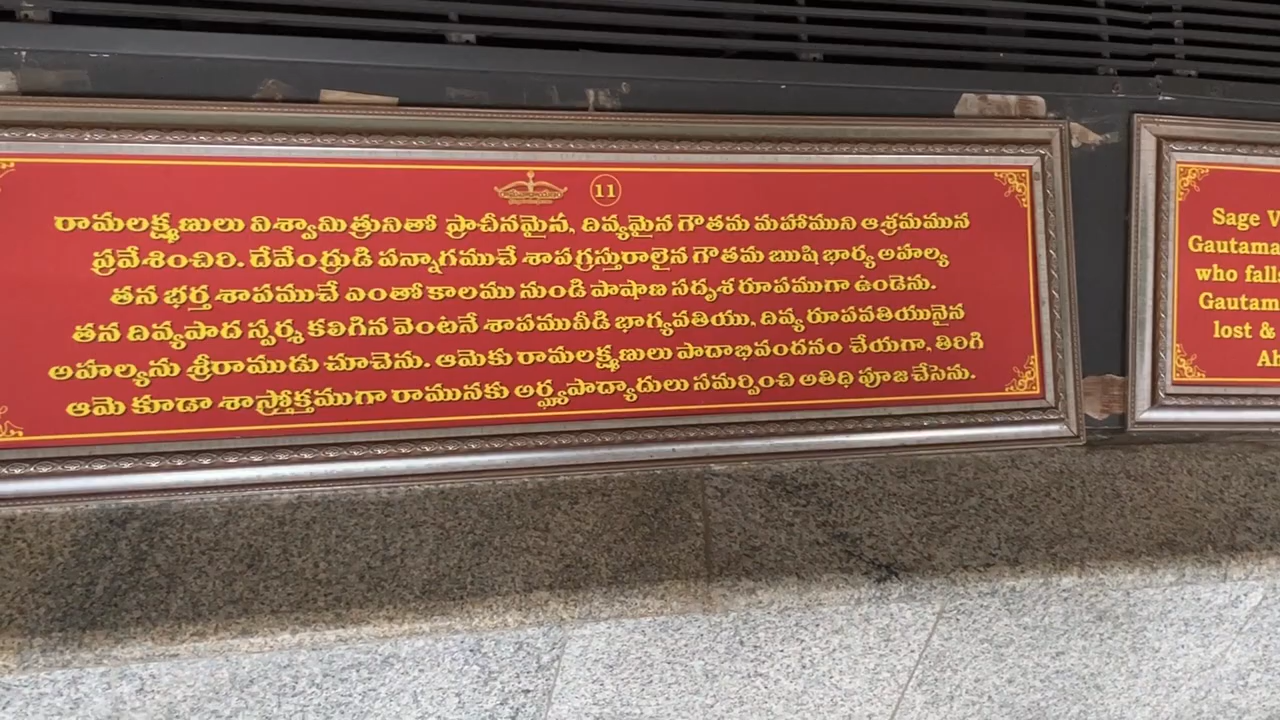 11
రామలక్ష్మణులు విశ్వామిత్రునితో ప్రాచీనమైన, దివ్యమైన గౌతమ మహాముని ఆశ్రమమున
ప్రవేశించిరి. దేవేంద్రుడి పన్నాగముచే శాపగ్రస్తురాలైన గౌతమ ఋషి భార్య అహల్య
తన భర్త శాపముచే ఎంతో కాలము నుండి పాషాణ సదృశ రూపముగా ఉండెను.
తన దివ్యపాద స్పర్శ కలిగిన వెంటనే శాపమువీడి భాగ్యవతియు, దివ్య రూపవతియునైన
అహల్యను శ్రీరాముడు చూచెను. ఆమెకు రామలక్ష్మణులు పాదాభివందనం చేయగా, తిరిగి
ఆమె కూడా శాస్త్రోక్తముగా రామునకు అర్ఘ్యపాద్యాదులు సమర్పించి అతిధి పూజచేసెను.
Sage V
Gautama
who fall
Gautam
lost &
Ah